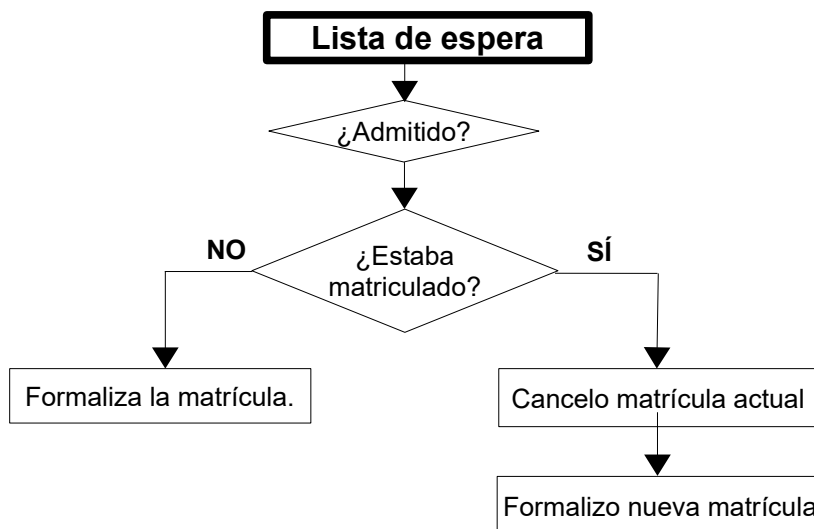 Lista de espera
¿Admitido?
¿Estaba
matriculado?
NO
SÍ
Formaliza la matrícula.
Cancelo matrícula actual
Formalizo nueva matrícula